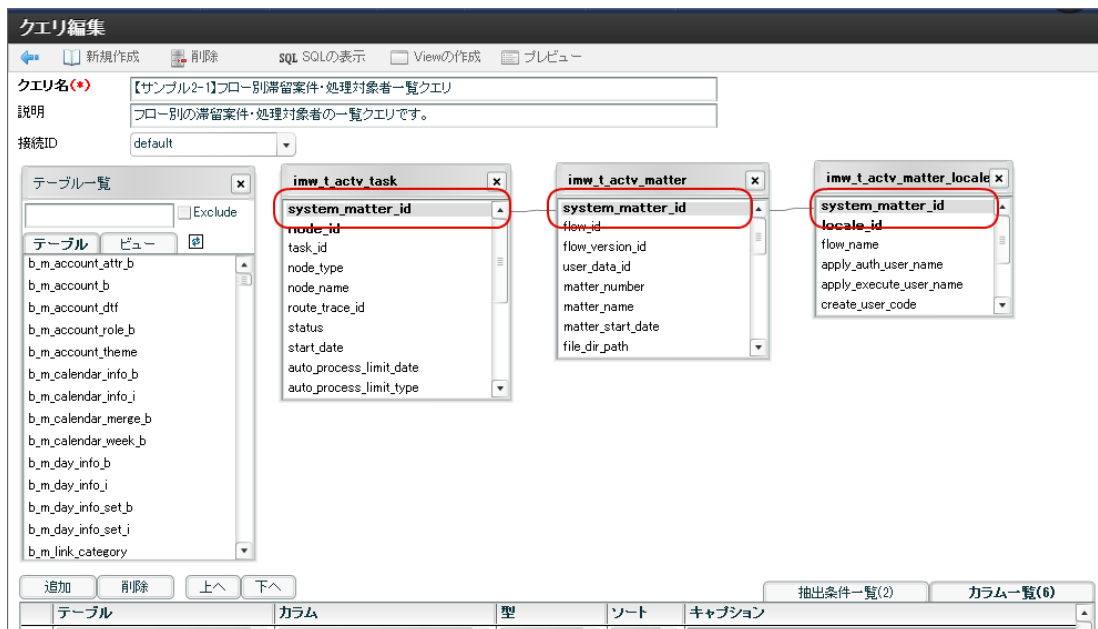 クエリ編集
新規作成 削除 SQL SQLの表示 Viewの作成 プレビュー
クエリ名(*) 【サンプル2-1】フロー別滞留案件・処理対象者一覧クエリ
説明 フロー別の滞留案件・処理対象者の一覧クエリです。
接続ID default
テーブル一覧
Exclude
テーブル ビュー
b_m_account_attr_b
b_m_account_b
b_m_account_dtf
b_m_account_role_b
b_m_account_theme
b_m_calendar_info_b
b_m_calendar_info_i
b_m_calendar_merge_b
b_m_calendar_week_b
b_m_day_info_b
b_m_day_info_i
b_m_day_info_set_b
b_m_day_info_set_i
b_m_link_category
imw_t_actv_task
system_matter_id
node_id
task_id
node_type
node_name
route_trace_id
status
start_date
auto_process_limit_date
auto_process_limit_type
imw_t_actv_matter
system_matter_id
flow_id
flow_version_id
user_data_id
matter_number
matter_name
matter_start_date
file_dir_path
imw_t_actv_matter_locale
system_matter_id
locale_id
flow_name
apply_auth_user_name
apply_execute_user_name
create_user_code
追加 削除 上へ 下へ
抽出条件一覧(2) カラム一覧(6)
テーブル カラム 型 ソート キャプション